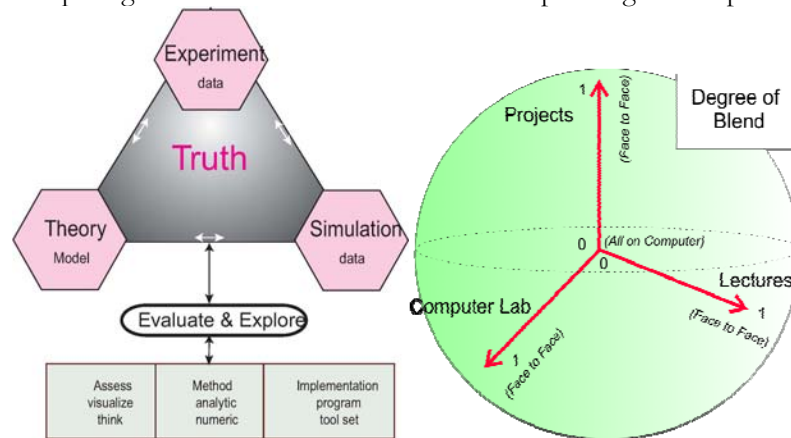 Experiment
data
Truth
Theory
Model
Simulation
data
Evaluate & Explore
Assess
visualize
think
Method
analytic
numeric
Implementation
program
tool set
Degree of
Blend
1
Projects
(Face to Face)
0
(All on Computer)
0
Lectures
1
(Face to Face)
Computer Lab
1
(Face to Face)